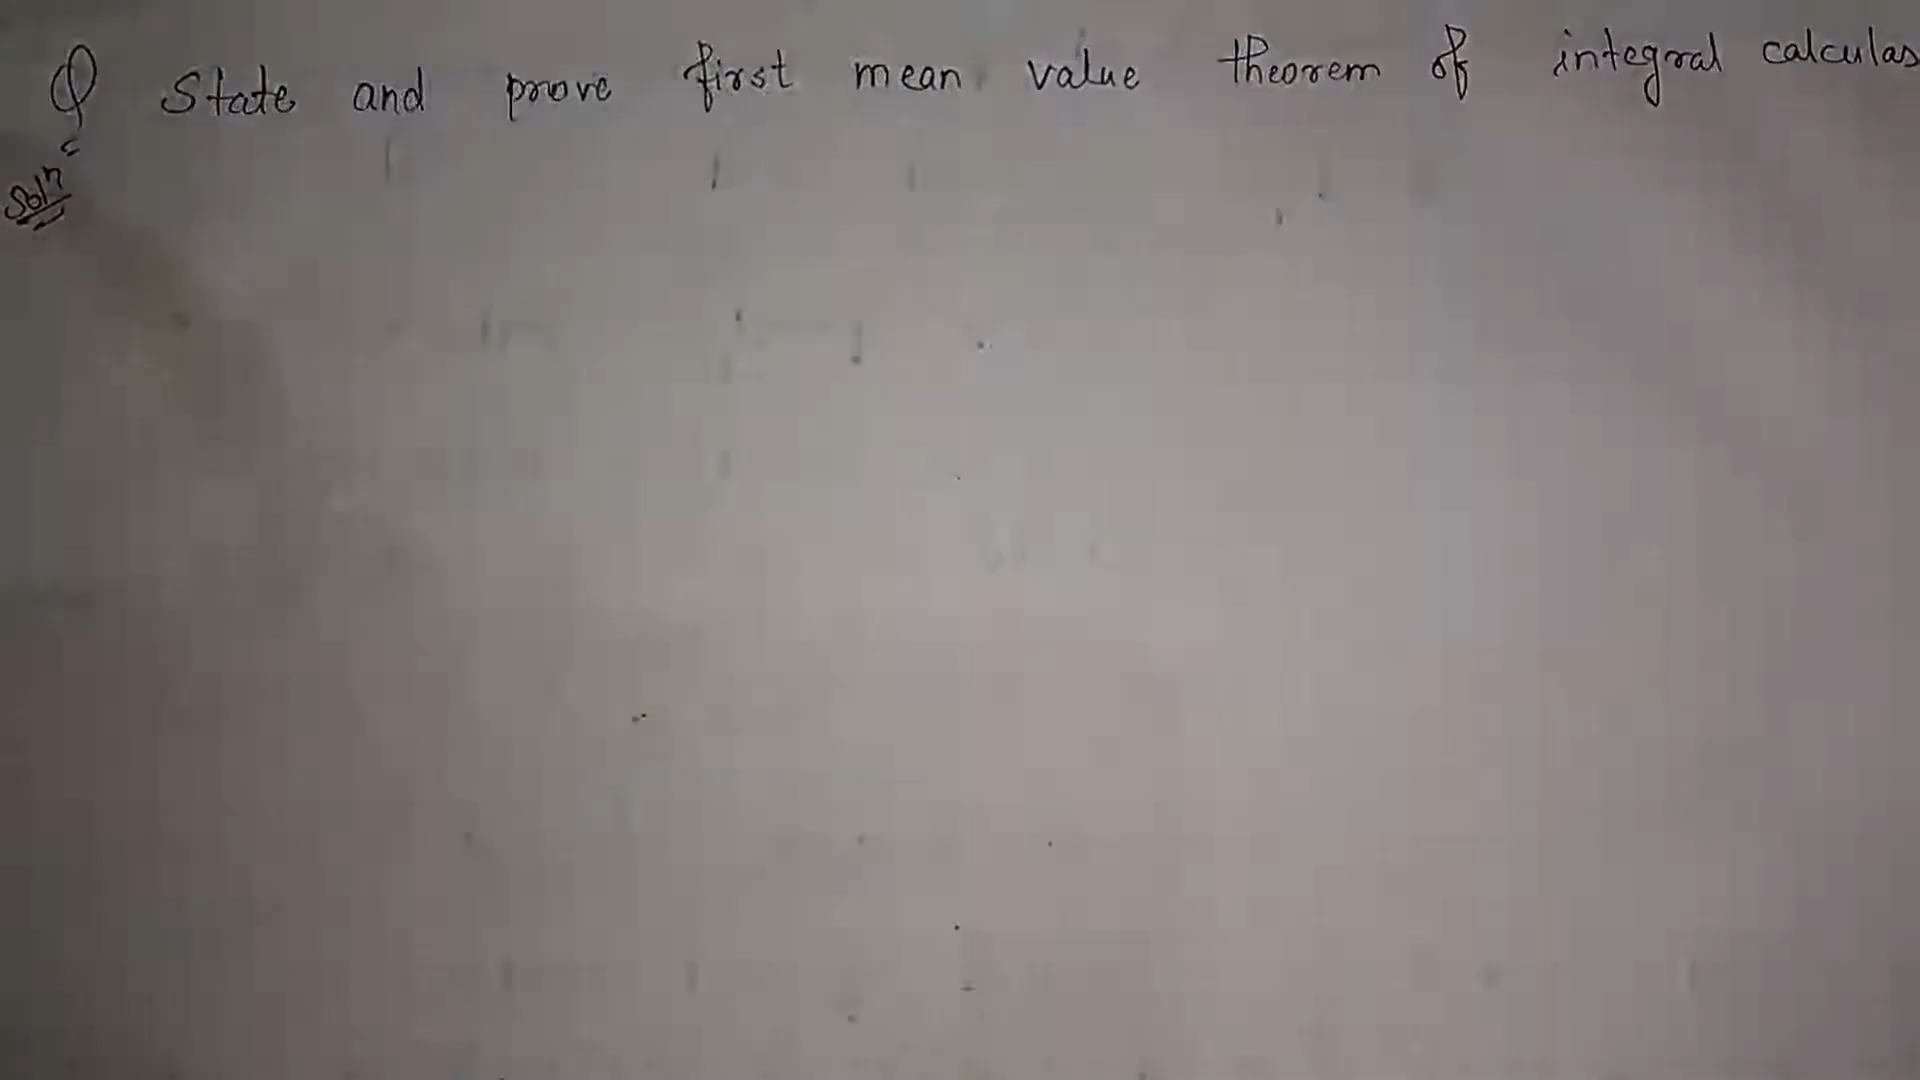 Q State and prove first mean value theorem of integral calculas
Soln